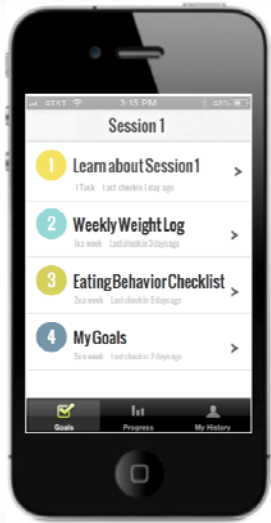 AT&T 3:15 PM 48%
Session 1
1 Learn about Session 1
1 Task Last checkin 1 day ago
2 Weekly Weight Log
1x a week Last checkin 3 days ago
3 Eating Behavior Checklist
2x a week Last checkin 5 days ago
4 My Goals
5x a week Last checkin 2 days ago
Goals Progress My History